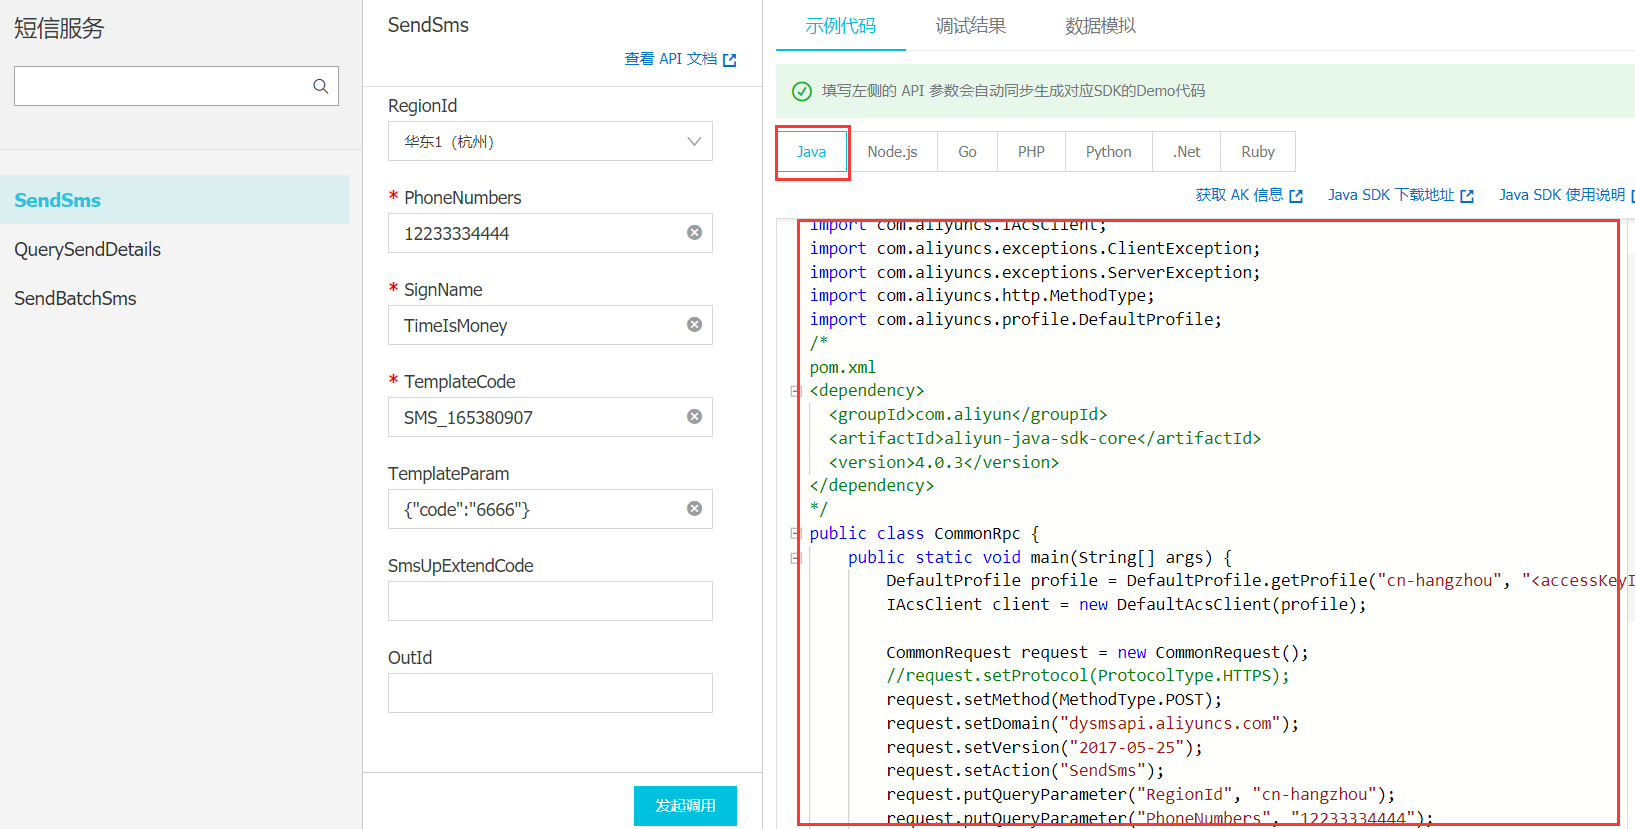 短信服务
SendSms
QuerySendDetails
SendBatchSms
SendSms
查看 API 文档
RegionId
华东1（杭州）
* PhoneNumbers
12233334444
* SignName
TimeIsMoney
* TemplateCode
SMS_165380907
TemplateParam
{"code":"6666"}
SmsUpExtendCode
OutId
发起调用
示例代码 调试结果 数据模拟
填写左侧的 API 参数会自动同步生成对应SDK的Demo代码
Java Node.js Go PHP Python .Net Ruby
获取 AK 信息 Java SDK 下载地址 Java SDK 使用说明
import com.aliyuncs.IAcsClient;
import com.aliyuncs.exceptions.ClientException;
import com.aliyuncs.exceptions.ServerException;
import com.aliyuncs.http.MethodType;
import com.aliyuncs.profile.DefaultProfile;
/*
pom.xml
<dependency>
<groupId>com.aliyun</groupId>
<artifactId>aliyun-java-sdk-core</artifactId>
<version>4.0.3</version>
</dependency>
*/
public class CommonRpc {
public static void main(String[] args) {
DefaultProfile profile = DefaultProfile.getProfile("cn-hangzhou", "<accessKeyI
IAcsClient client = new DefaultAcsClient(profile);
CommonRequest request = new CommonRequest();
//request.setProtocol(ProtocolType.HTTPS);
request.setMethod(MethodType.POST);
request.setDomain("dysmsapi.aliyuncs.com");
request.setVersion("2017-05-25");
request.setAction("SendSms");
request.putQueryParameter("RegionId", "cn-hangzhou");
request.putQueryParameter("PhoneNumbers", "12233334444");